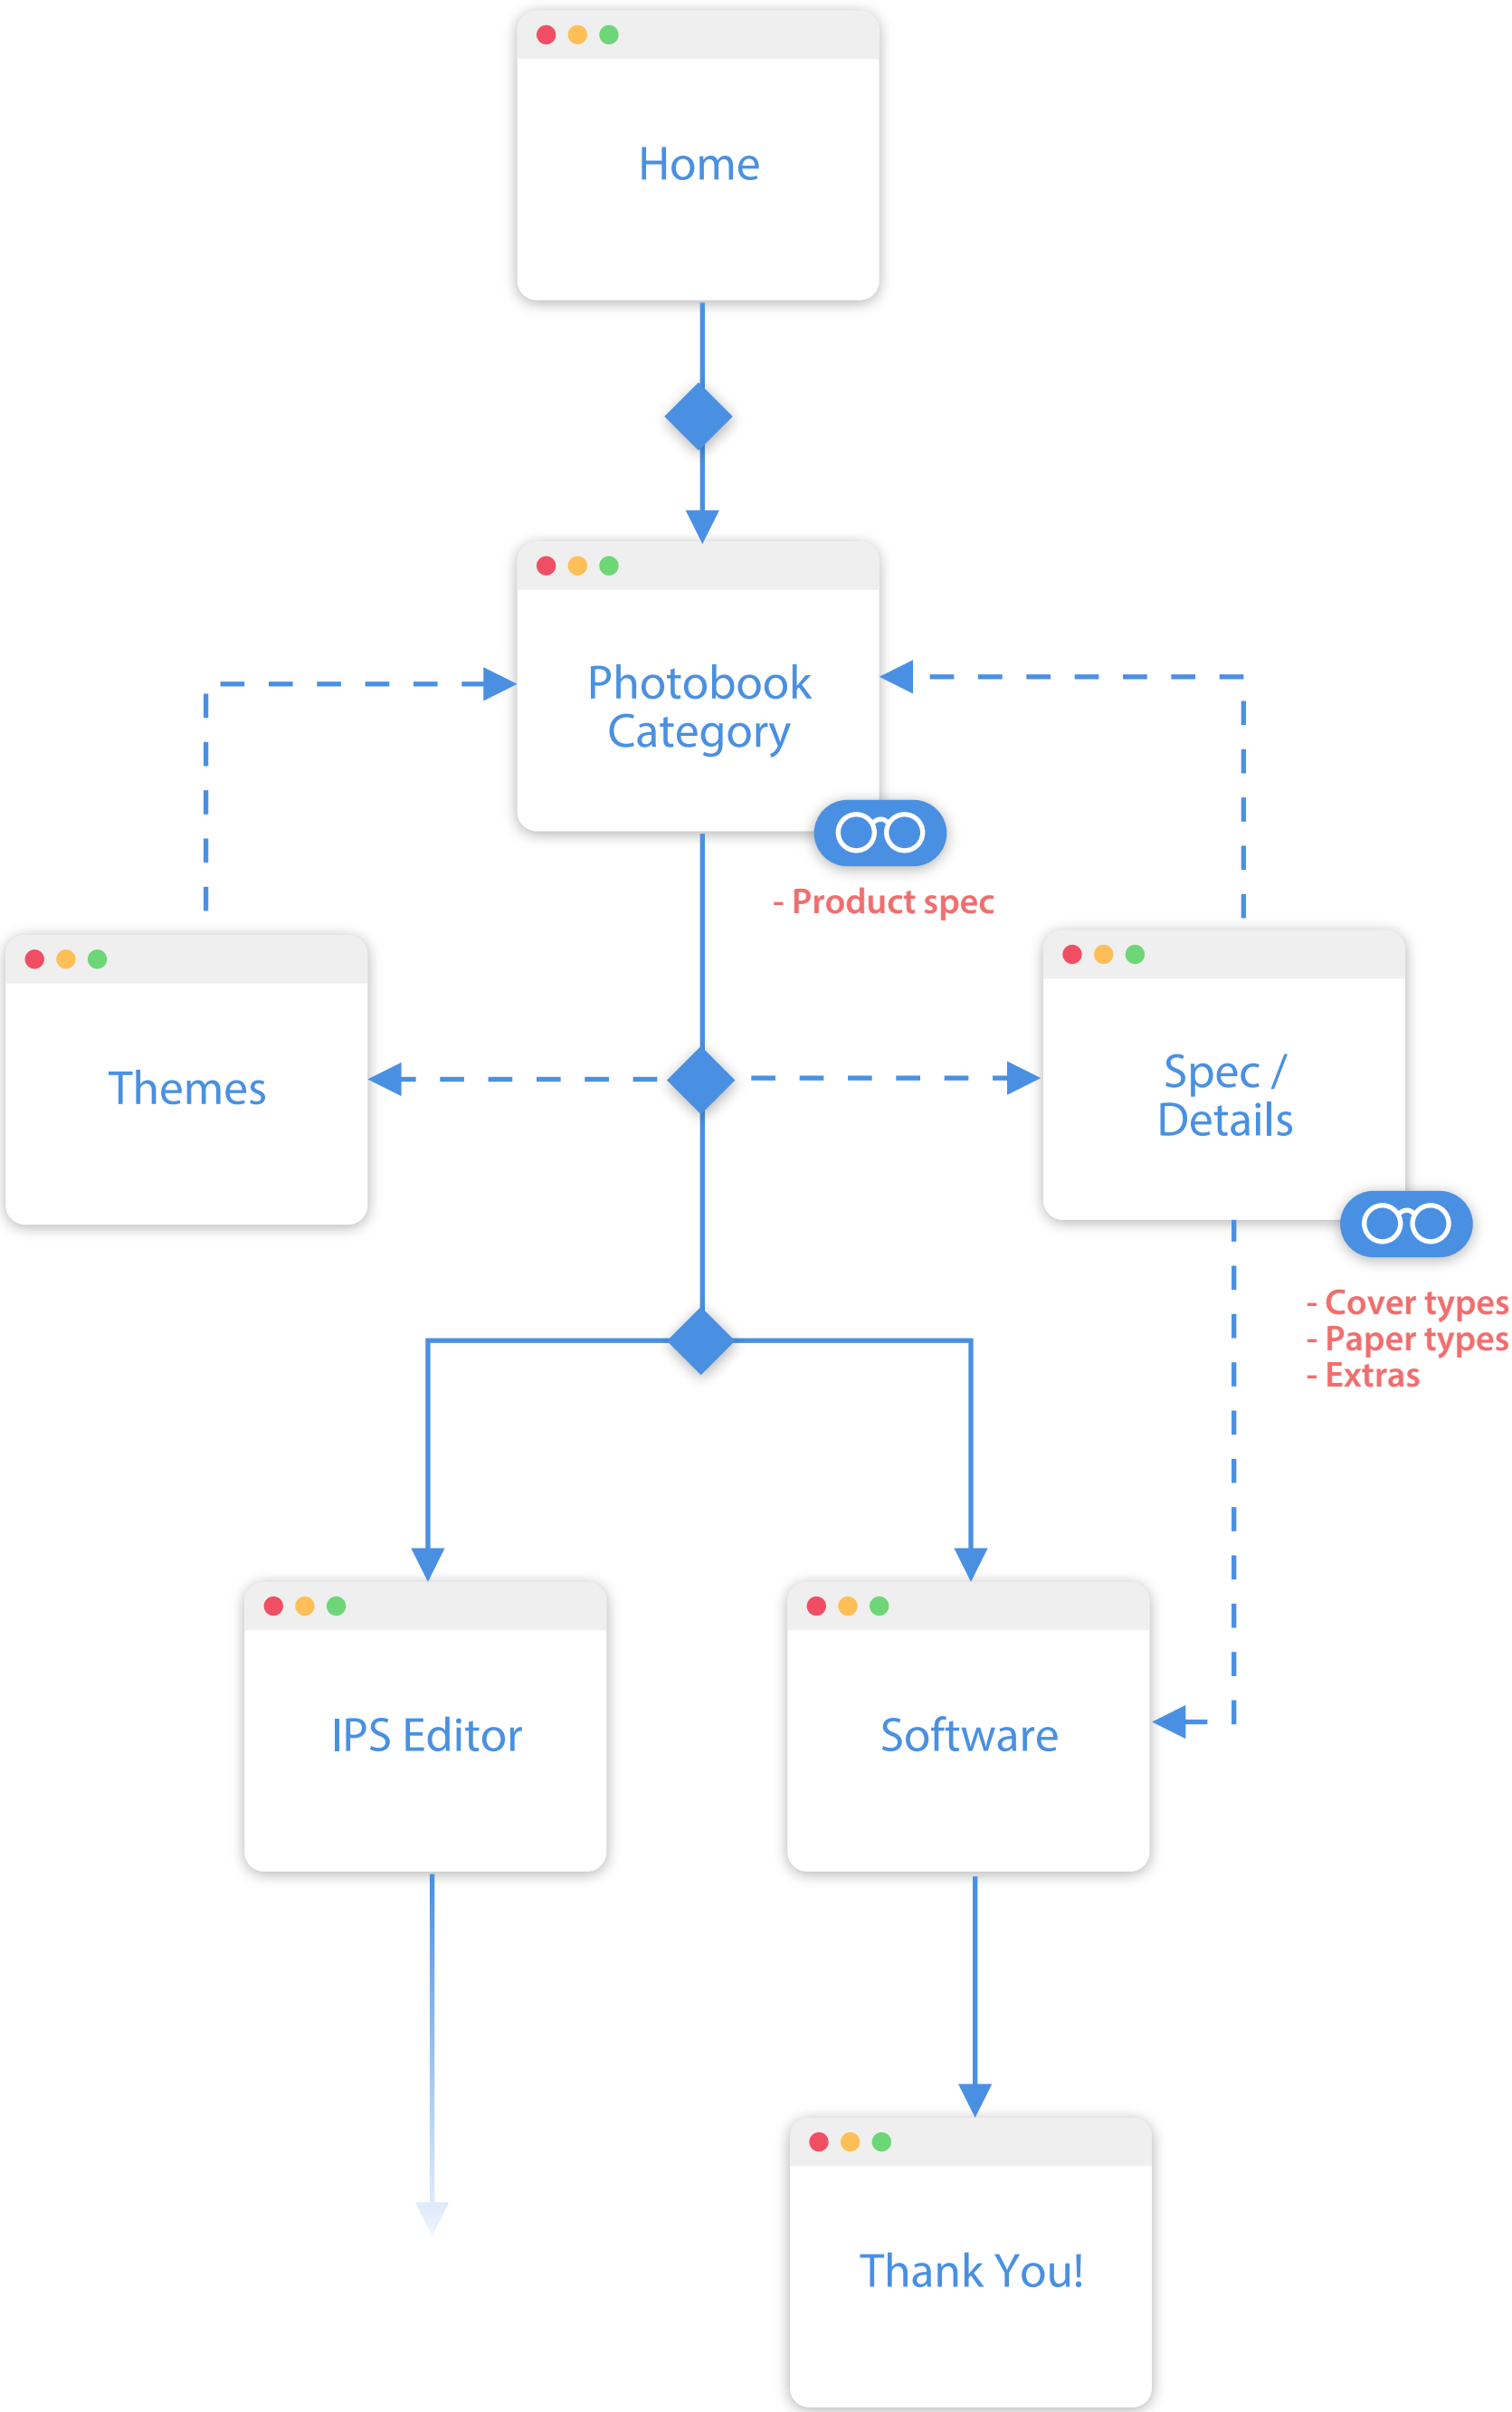 Home
Photobook
Category
- Product spec
Themes
Spec /
Details
- Cover types
- Paper types
- Extras
IPS Editor
Software
Thank You!